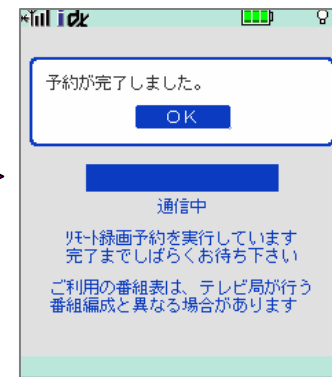 予約が完了しました。
OK
通信中
ﾘﾓｰﾄ録画予約を実行しています
完了までしばらくお待ち下さい
ご利用の番組表は、テレビ局が行う
番組編成と異なる場合があります